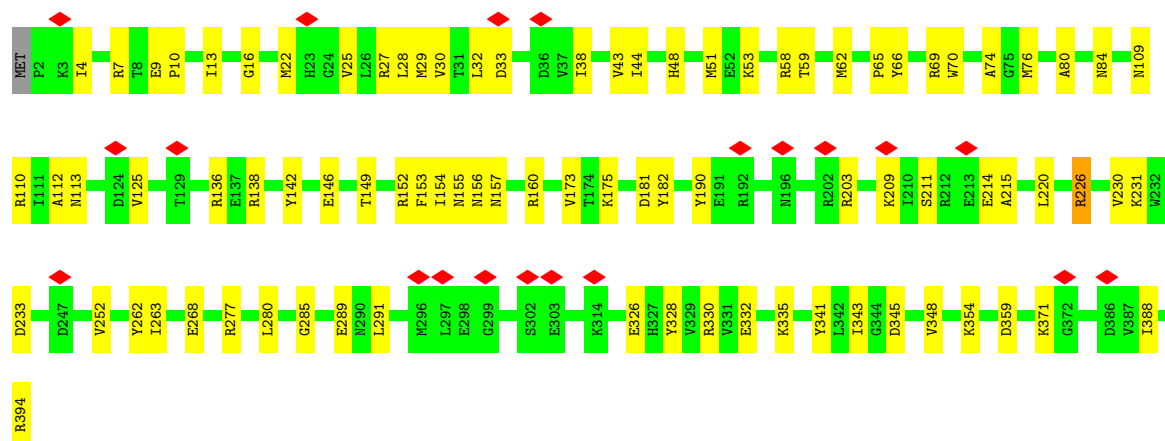 MET P2 K3 I4 R7 T8 E9 P10 I13 G16 M22 H23 G24 V25 L26 R27 L28 M29 V30 T31 L32 D33 D36 V37 I38 V43 I44 H48 M51 E52 K53 R58 T59 M62 P65 Y66 R69 W70 A74 G75 M76 A80 N84 N109
R110 I111 A112 N113 D124 V125 T129 R136 E137 R138 Y142 E146 T149 R152 F153 I154 N155 N156 N157 R160 V173 T174 K175 D181 Y182 Y190 E191 R192 N196 R202 R203 K209 I210 S211 R212 E213 E214 A215 L220 R226 V230 K231 W232
D233 D247 V252 Y262 I263 E268 R277 L280 G285 E289 N290 L291 M296 L297 E298 G299 S302 E303 K314 E326 H327 Y328 V329 R330 V331 E332 K335 Y341 L342 I343 G344 D345 V348 K354 D359 K371 G372 D386 V387 I388
R394